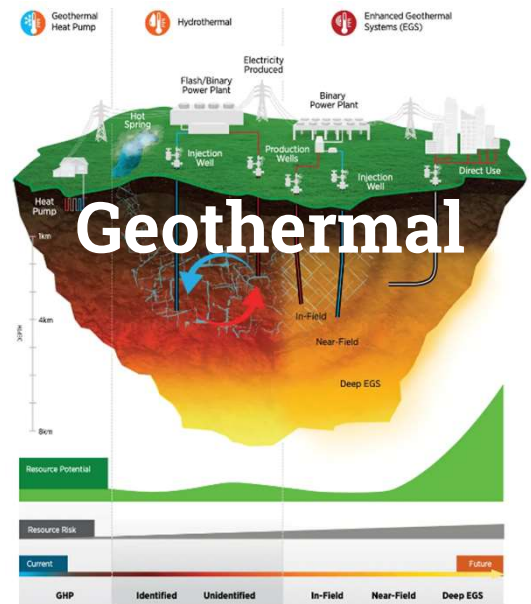 Geothermal
Heat Pump
Hydrothermal
Enhanced Geothermal
Systems (EGS)
Electricity
Produced
Flash/Binary
Power Plant
Binary
Power Plant
Hot
Spring
Injection
Well
Production
Wells
Injection
Well
Direct Use
Heat
Pump
Geothermal
1km
In-Field
4km
Near-Field
DEPTH
Deep EGS
8km
Resource Potential
Resource Risk
Current
Future
GHP
Identified
Unidentified
In-Field
Near-Field
Deep EGS